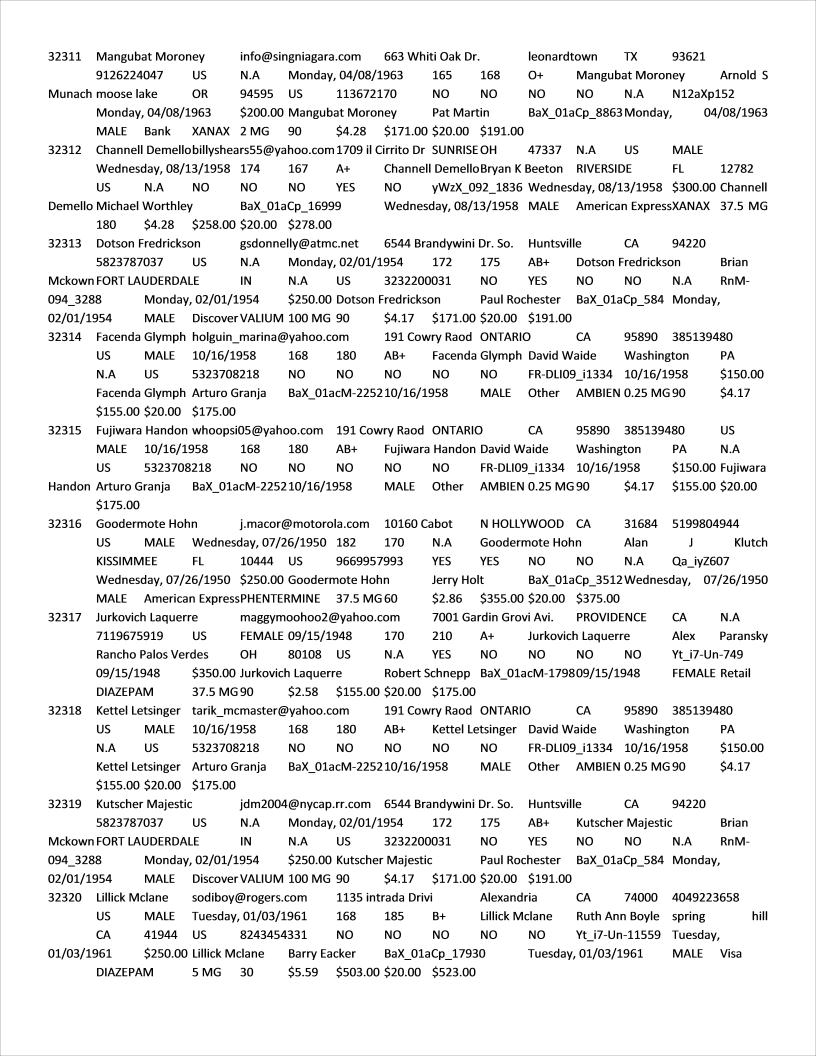 32311 Mangubat Moroney info@singniagara.com 663 Whiti Oak Dr. leonardtown TX 93621
9126224047 US N.A Monday, 04/08/1963 165 168 O+ Mangubat Moroney Arnold S
Munach moose lake OR 94595 US 113672170 NO NO NO NO N.A N12aXp152
Monday, 04/08/1963 $200.00 Mangubat Moroney Pat Martin BaX_01aCp_8863 Monday, 04/08/1963
MALE Bank XANAX 2 MG 90 $4.28 $171.00 $20.00 $191.00
32312 Channell Demello billyshears55@yahoo.com 1709 il Cirrito Dr SUNRISE OH 47337 N.A US MALE
Wednesday, 08/13/1958 174 167 A+ Channell Demello Bryan K Beeton RIVERSIDE FL 12782
US N.A NO NO NO YES NO yWzX_092_1836 Wednesday, 08/13/1958 $300.00 Channell
Demello Michael Worthley BaX_01aCp_16999 Wednesday, 08/13/1958 MALE American Express XANAX 37.5 MG
180 $4.28 $258.00 $20.00 $278.00
32313 Dotson Fredrickson gsdonnelly@atmc.net 6544 Brandywini Dr. So. Huntsville CA 94220
5823787037 US N.A Monday, 02/01/1954 172 175 AB+ Dotson Fredrickson Brian
Mckown FORT LAUDERDALE IN N.A US 3232200031 NO YES NO NO N.A RnM-
094_3288 Monday, 02/01/1954 $250.00 Dotson Fredrickson Paul Rochester BaX_01aCp_584 Monday,
02/01/1954 MALE Discover VALIUM 100 MG 90 $4.17 $171.00 $20.00 $191.00
32314 Facenda Glymph holguin_marina@yahoo.com 191 Cowry Raod ONTARIO CA 95890 385139480
US MALE 10/16/1958 168 180 AB+ Facenda Glymph David Waide Washington PA
N.A US 5323708218 NO NO NO NO NO FR-DLI09_i1334 10/16/1958 $150.00
Facenda Glymph Arturo Granja BaX_01acM-2252 10/16/1958 MALE Other AMBIEN 0.25 MG 90 $4.17
$155.00 $20.00 $175.00
32315 Fujiwara Handon whoopsi05@yahoo.com 191 Cowry Raod ONTARIO CA 95890 385139480 US
MALE 10/16/1958 168 180 AB+ Fujiwara Handon David Waide Washington PA N.A
US 5323708218 NO NO NO NO NO FR-DLI09_i1334 10/16/1958 $150.00 Fujiwara
Handon Arturo Granja BaX_01acM-2252 10/16/1958 MALE Other AMBIEN 0.25 MG 90 $4.17 $155.00 $20.00
$175.00
32316 Goodermote Hohn j.macor@motorola.com 10160 Cabot N HOLLYWOOD CA 31684 5199804944
US MALE Wednesday, 07/26/1950 182 170 N.A Goodermote Hohn Alan J Klutch
KISSIMMEE FL 10444 US 9669957993 YES YES NO NO N.A Qa_iyZ607
Wednesday, 07/26/1950 $250.00 Goodermote Hohn Jerry Holt BaX_01aCp_3512 Wednesday, 07/26/1950
MALE American Express PHENTERMINE 37.5 MG 60 $2.86 $355.00 $20.00 $375.00
32317 Jurkovich Laquerre maggymoohoo2@yahoo.com 7001 Gardin Grovi Avi. PROVIDENCE CA N.A
7119675919 US FEMALE 09/15/1948 170 210 A+ Jurkovich Laquerre Alex Paransky
Rancho Palos Verdes OH 80108 US N.A YES NO NO NO NO Yt_i7-Un-749
09/15/1948 $350.00 Jurkovich Laquerre Robert Schnepp BaX_01acM-1798 09/15/1948 FEMALE Retail
DIAZEPAM 37.5 MG 90 $2.58 $155.00 $20.00 $175.00
32318 Kettel Letsinger tarik_mcmaster@yahoo.com 191 Cowry Raod ONTARIO CA 95890 385139480
US MALE 10/16/1958 168 180 AB+ Kettel Letsinger David Waide Washington PA
N.A US 5323708218 NO NO NO NO NO FR-DLI09_i1334 10/16/1958 $150.00
Kettel Letsinger Arturo Granja BaX_01acM-2252 10/16/1958 MALE Other AMBIEN 0.25 MG 90 $4.17
$155.00 $20.00 $175.00
32319 Kutscher Majestic jdm2004@nycap.rr.com 6544 Brandywini Dr. So. Huntsville CA 94220
5823787037 US N.A Monday, 02/01/1954 172 175 AB+ Kutscher Majestic Brian
Mckown FORT LAUDERDALE IN N.A US 3232200031 NO YES NO NO N.A RnM-
094_3288 Monday, 02/01/1954 $250.00 Kutscher Majestic Paul Rochester BaX_01aCp_584 Monday,
02/01/1954 MALE Discover VALIUM 100 MG 90 $4.17 $171.00 $20.00 $191.00
32320 Lillick Mclane sodiboy@rogers.com 1135 intrada Drivi Alexandria CA 74000 4049223658
US MALE Tuesday, 01/03/1961 168 185 B+ Lillick Mclane Ruth Ann Boyle spring hill
CA 41944 US 8243454331 NO NO NO NO NO Yt_i7-Un-11559 Tuesday,
01/03/1961 $250.00 Lillick Mclane Barry Eacker BaX_01aCp_17930 Tuesday, 01/03/1961 MALE Visa
DIAZEPAM 5 MG 30 $5.59 $503.00 $20.00 $523.00